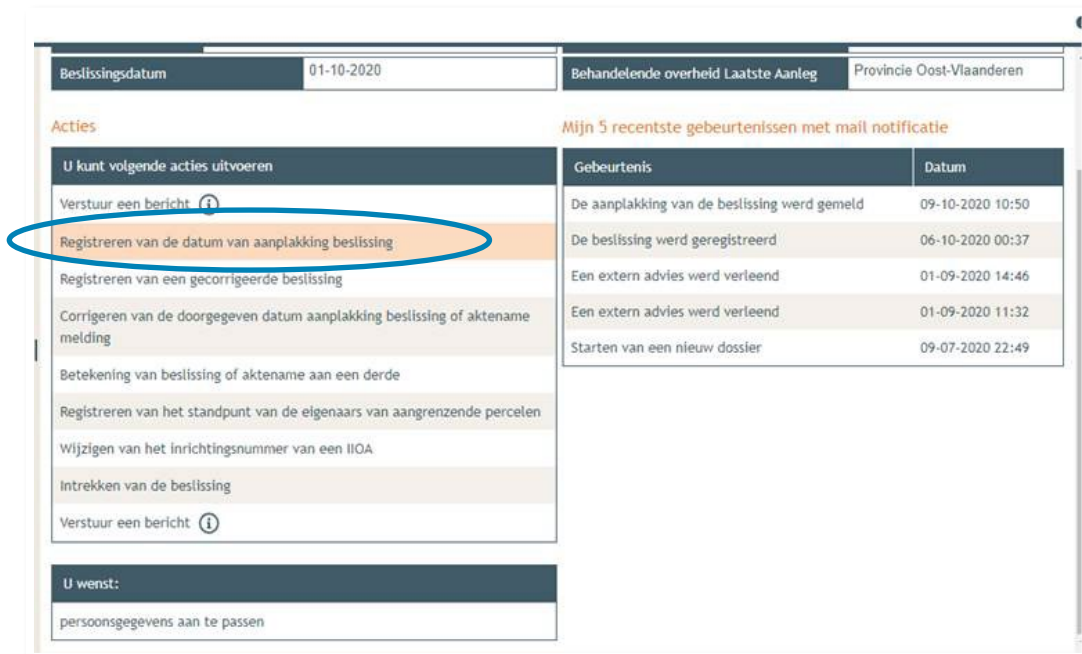 Beslissingsdatum 01-10-2020
Behandelende overheid Laatste Aanleg Provincie Oost-Vlaanderen
Acties
U kunt volgende acties uitvoeren
Verstuur een bericht
Registreren van de datum van aanplakking beslissing
Registreren van een gecorrigeerde beslissing
Corrigeren van de doorgegeven datum aanplakking beslissing of aktename
melding
Betekening van beslissing of aktename aan een derde
Registreren van het standpunt van de eigenaars van aangrenzende percelen
Wijzigen van het inrichtingsnummer van een IIOA
Intrekken van de beslissing
Verstuur een bericht
U wenst:
persoonsgegevens aan te passen
Mijn 5 recentste gebeurtenissen met mail notificatie
Gebeurtenis Datum
De aanplakking van de beslissing werd gemeld 09-10-2020 10:50
De beslissing werd geregistreerd 06-10-2020 00:37
Een extern advies werd verleend 01-09-2020 14:46
Een extern advies werd verleend 01-09-2020 11:32
Starten van een nieuw dossier 09-07-2020 22:49